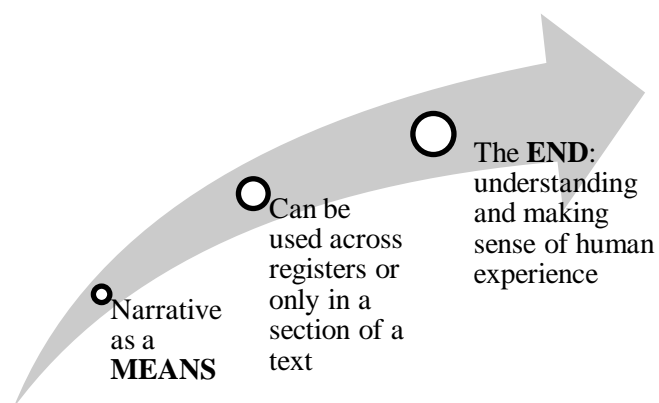 Narrative
as a
MEANS
Can be
used across
registers or
only in a
section of a
text
The END:
understanding
and making
sense of human
experience